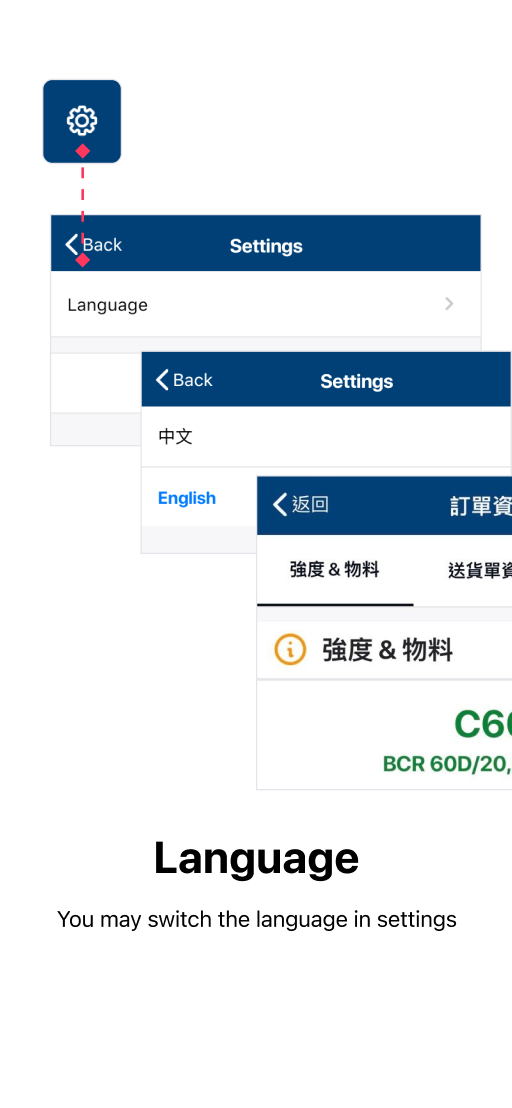 Back
Settings
Language
Back
Settings
中文
English
返回
訂單資
強度 & 物料
送貨單資
強度 & 物料
C60
BCR 60D/20,
Language
You may switch the language in settings